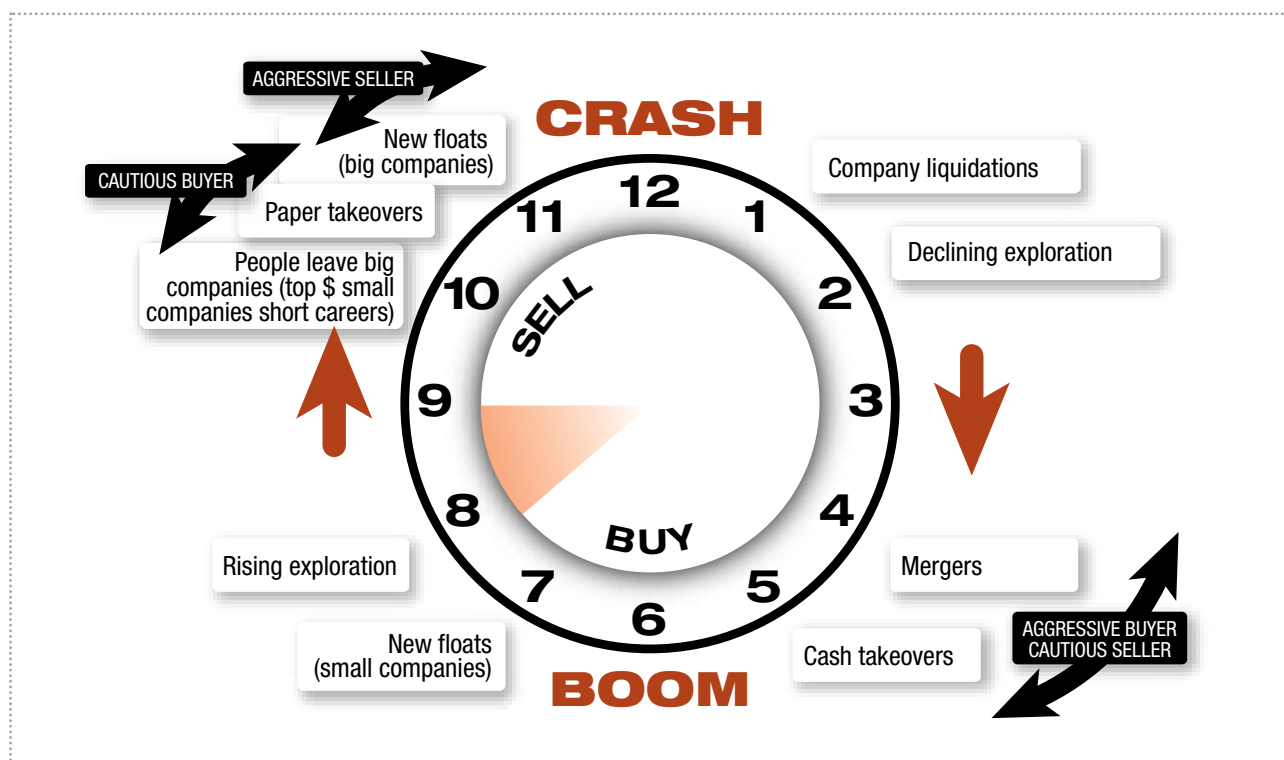 AGGRESSIVE SELLER
CRASH
New floats
(big companies)
CAUTIOUS BUYER
Paper takeovers
People leave big
companies (top $ small
companies short careers)
Company liquidations
Declining exploration
12
1
2
3
4
5
6
7
8
9
10
11
SELL
BUY
Rising exploration
New floats
(small companies)
Mergers
Cash takeovers
AGGRESSIVE BUYER
CAUTIOUS SELLER
BOOM